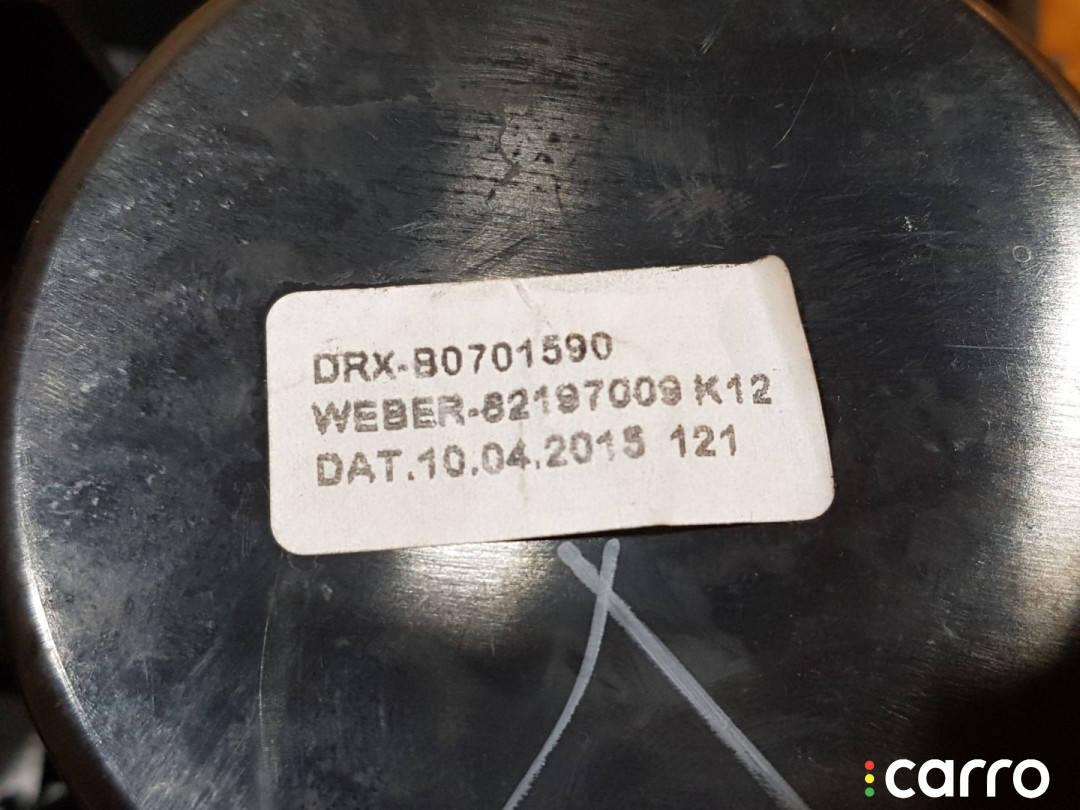 DRX-B0701590
WEBER-82197009 K12
DAT.10.04.2015 121
carro